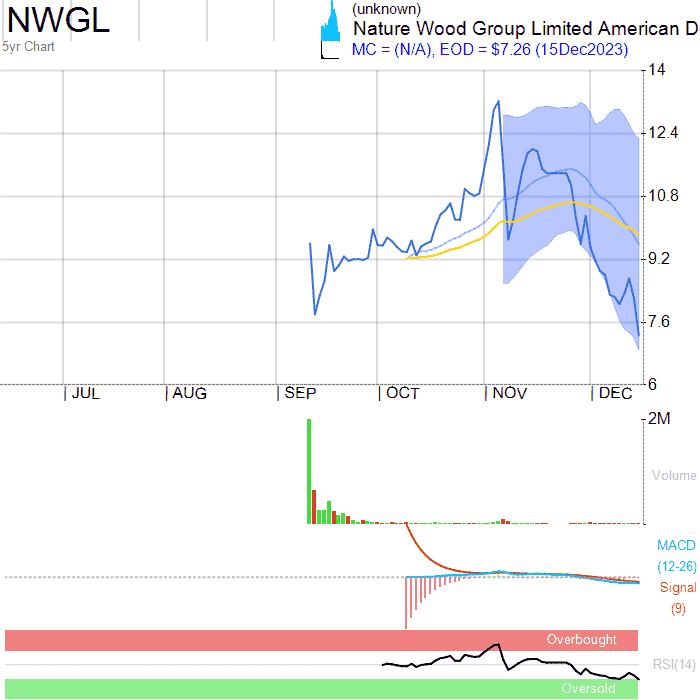 NWGL
(unknown)
Nature Wood Group Limited American D
5yr Chart
MC = (N/A), EOD = $7.26 (15Dec2023)
14
12.4
10.8
9.2
7.6
6
JUL AUG SEP OCT NOV DEC
2M
Volume
MACD
(12-26)
Signal
(9)
Overbought
RSI(14)
Oversold